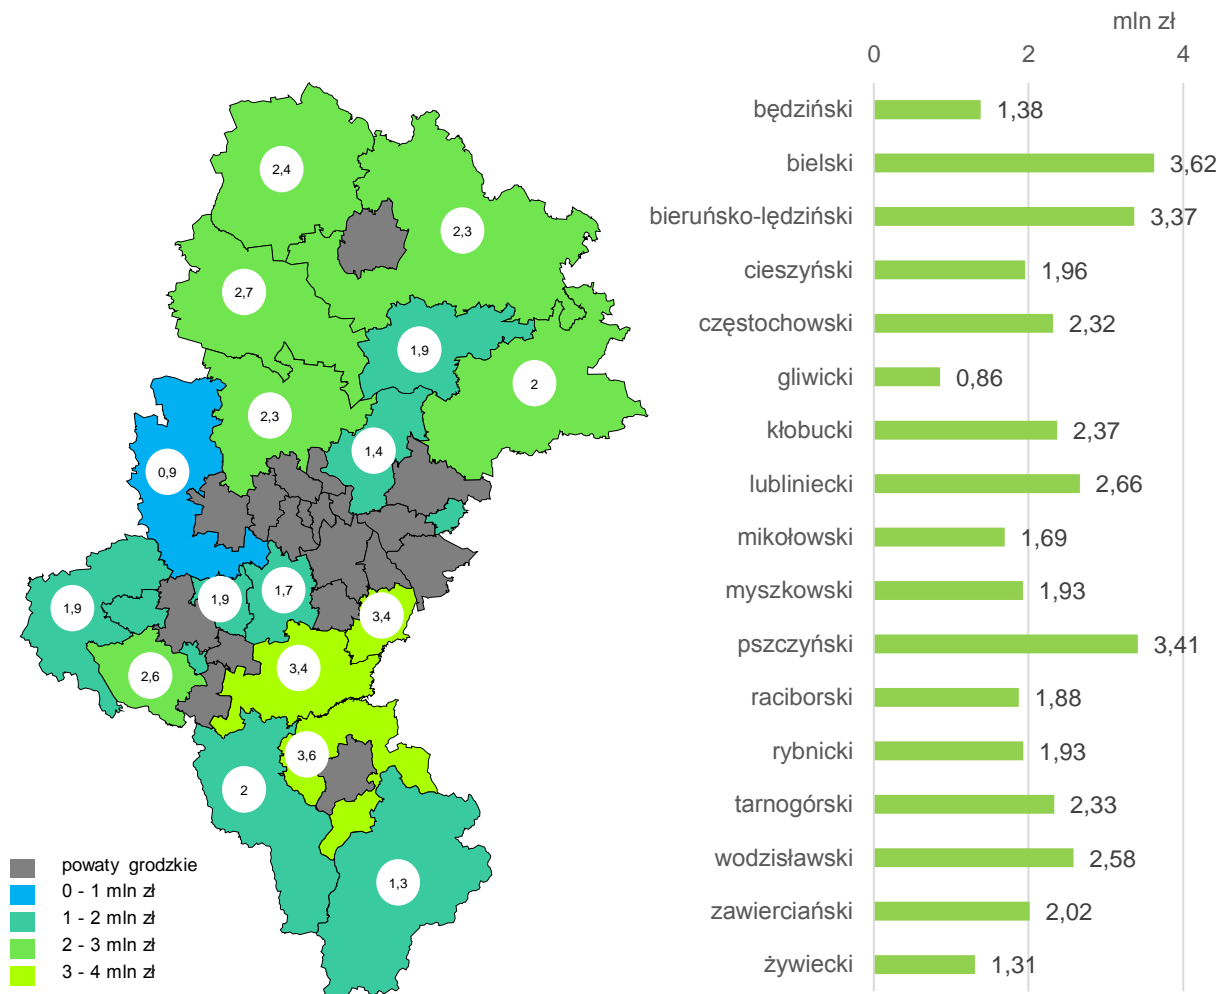 mln zł
0 2 4
będziński 1,38
bielski 3,62
bieruńsko-lędziński 3,37
cieszyński 1,96
częstochowski 2,32
gliwicki 0,86
kłobucki 2,37
lubliniecki 2,66
mikołowski 1,69
myszkowski 1,93
pszczyński 3,41
raciborski 1,88
rybnicki 1,93
tarnogórski 2,33
wodzisławski 2,58
zawierciański 2,02
żywiecki 1,31
2,4
2,3
2,7
1,9
2
2,3
1,4
0,9
1,9
1,9
1,7
3,4
2,6
3,4
3,6
2
1,3
powaty grodzkie
0 - 1 mln zł
1 - 2 mln zł
2 - 3 mln zł
3 - 4 mln zł